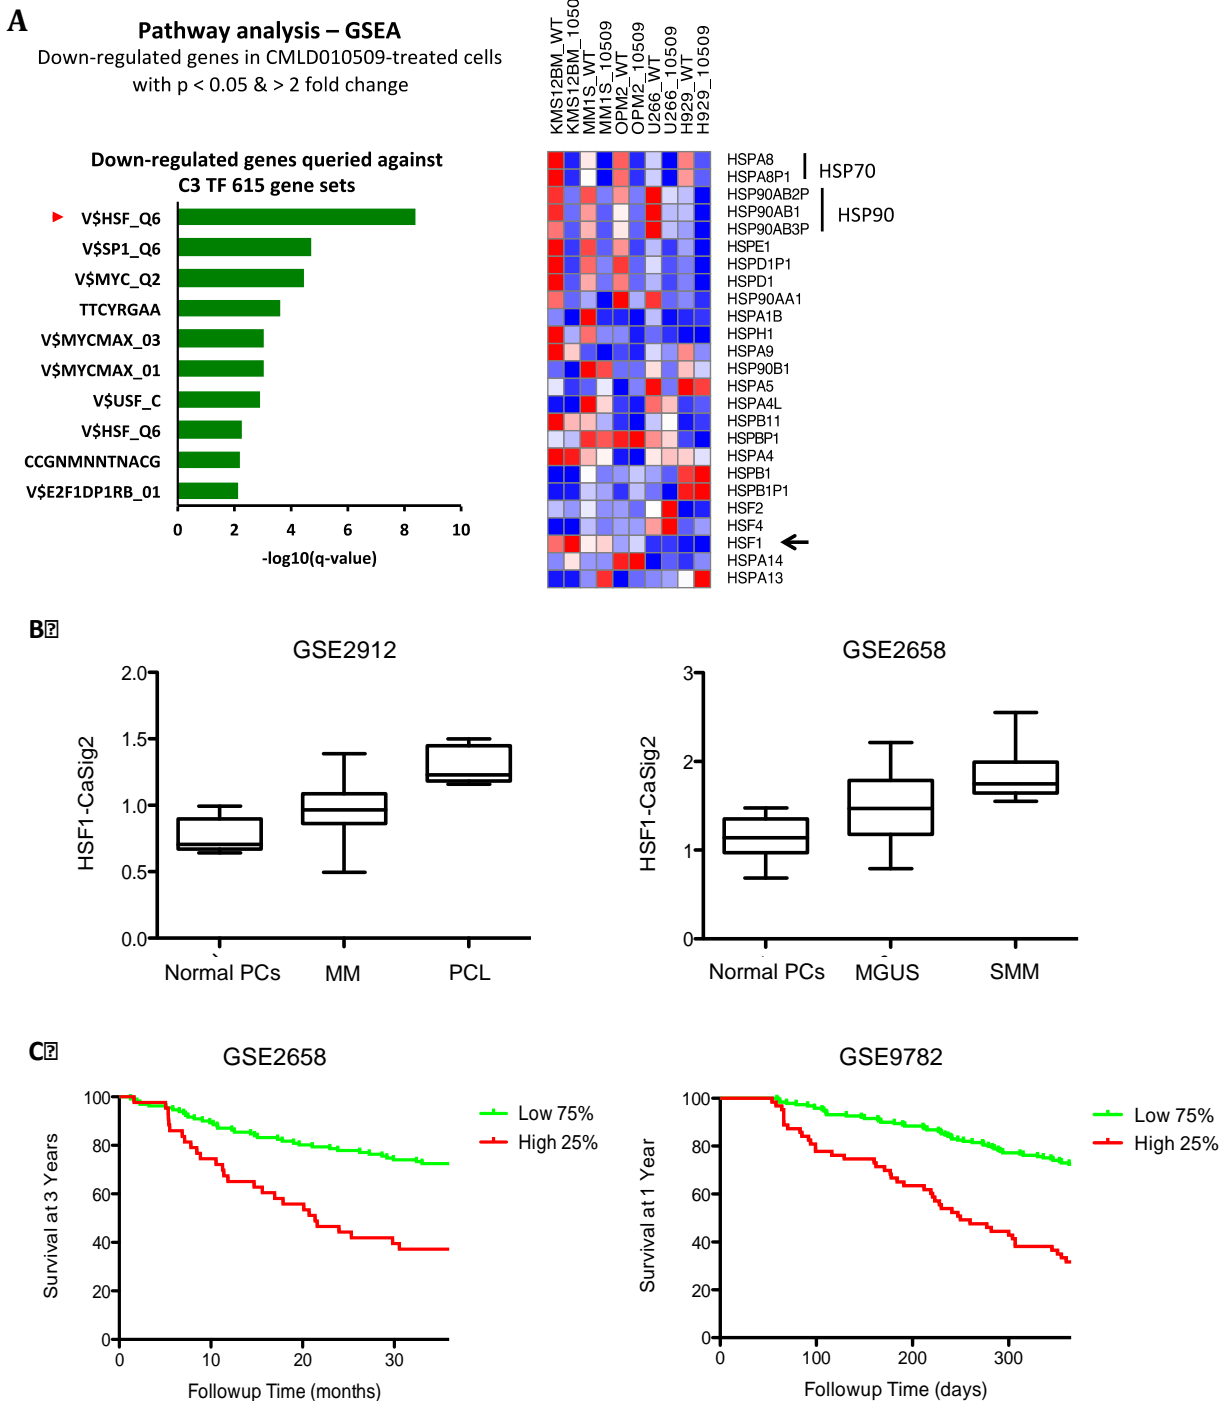 A
Pathway analysis – GSEA
Down-regulated genes in CMLD010509-treated cells
with p < 0.05 & > 2 fold change
Down-regulated genes queried against
C3 TF 615 gene sets
V$HSF_Q6
V$SP1_Q6
V$MYC_Q2
TTCYRGAA
V$MYCMAX_03
V$MYCMAX_01
V$USF_C
V$HSF_Q6
CCGNMNNTNACG
V$E2F1DP1RB_01
0 2 4 6 8 10
-log10(q-value)
KMS12BM_WT
KMS12BM_1050
MM1S_WT
MM1S_10509
OPM2_WT
OPM2_10509
U266_WT
U266_10509
H929_WT
H929_10509
HSPA8
HSPA8P1
HSP70
HSP90AB2P
HSP90AB1
HSP90AB3P
HSP90
HSPE1
HSPD1P1
HSPD1
HSP90AA1
HSPA1B
HSPH1
HSPA9
HSP90B1
HSPA5
HSPA4L
HSPB11
HSPBP1
HSPA4
HSPB1
HSPB1P1
HSF2
HSF4
HSF1
HSPA14
HSPA13
B
GSE2912
HSF1-CaSig2
2.0
1.5
1.0
0.5
0.0
Normal PCs MM PCL
GSE2658
HSF1-CaSig2
3
2
1
0
Normal PCs MGUS SMM
C
GSE2658
Survival at 3 Years
100
80
60
40
20
0
0 10 20 30
Followup Time (months)
Low 75%
High 25%
GSE9782
Survival at 1 Year
100
80
60
40
20
0
0 100 200 300
Followup Time (days)
Low 75%
High 25%